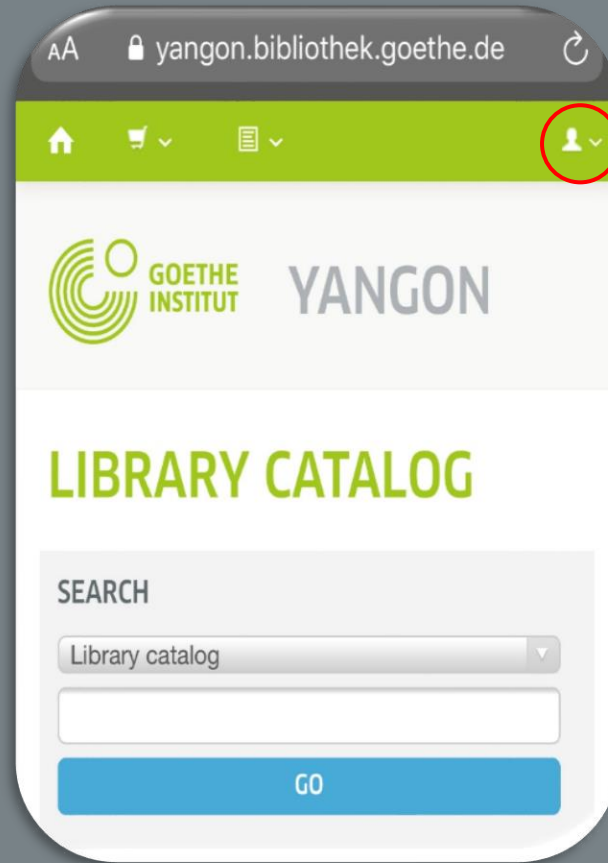 AA yangon.bibliothek.goethe.de
GOETHE
INSTITUT
YANGON
LIBRARY CATALOG
SEARCH
Library catalog
GO